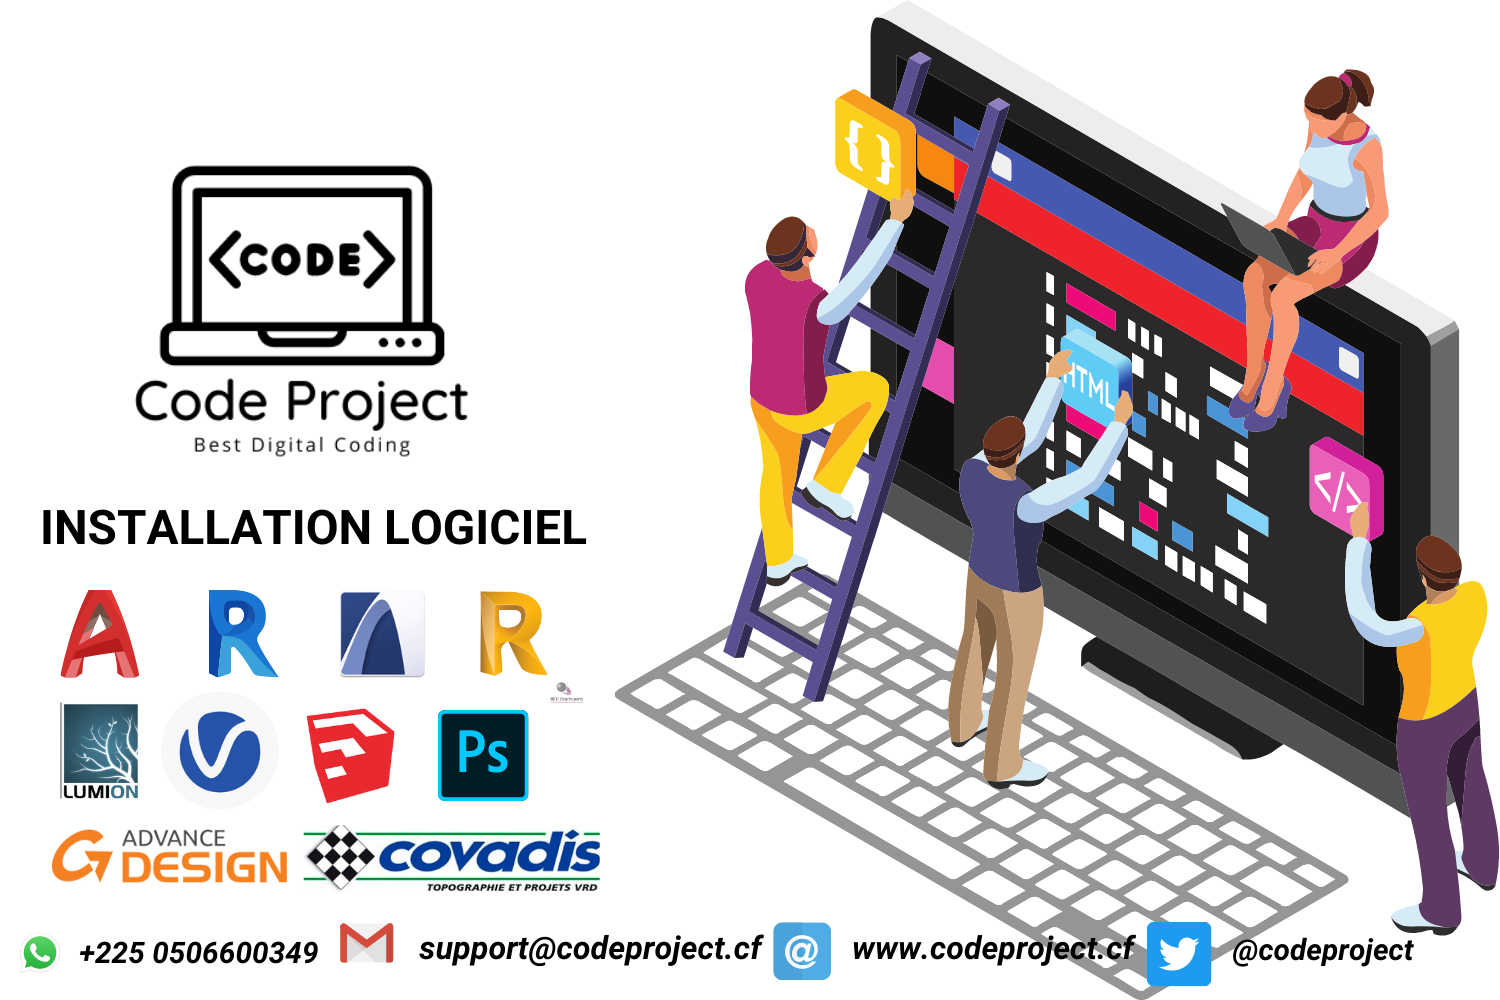 <CODE>
Code Project
Best Digital Coding
INSTALLATION LOGICIEL
LUMION
Ps
ADVANCE
DESIGN
covadis
TOPOGRAPHIE ET PROJETS VRD
{ }
HTML
</>
+225 0506600349
support@codeproject.cf
www.codeproject.cf
@codeproject